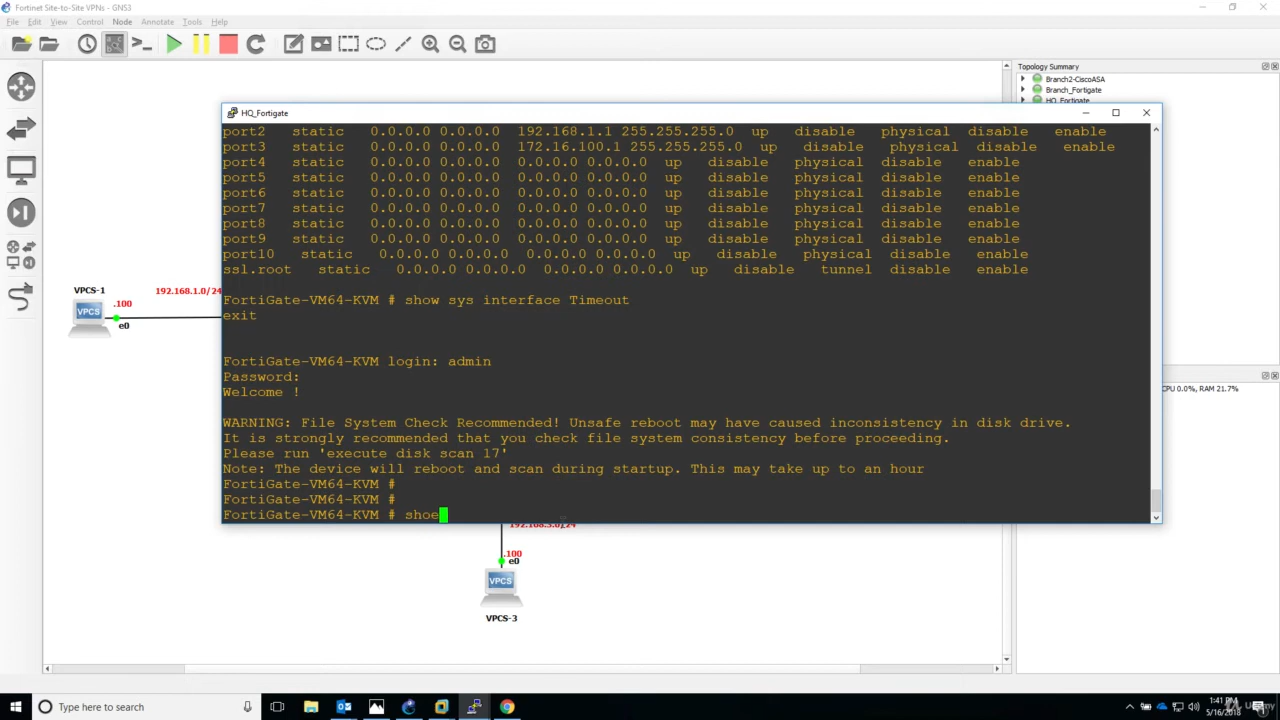 Fortinet Site-to-Site VPNs - GNS3
File Edit View Control Node Annotate Tools Help
Topology Summary
Branch2-CiscoASA
Branch_Fortigate
HQ_Fortigate
HQ_Fortigate
port2 static 0.0.0.0 0.0.0.0 192.168.1.1 255.255.255.0 up disable physical disable enable
port3 static 0.0.0.0 0.0.0.0 172.16.100.1 255.255.255.0 up disable physical disable enable
port4 static 0.0.0.0 0.0.0.0 0.0.0.0 0.0.0.0 up disable physical disable enable
port5 static 0.0.0.0 0.0.0.0 0.0.0.0 0.0.0.0 up disable physical disable enable
port6 static 0.0.0.0 0.0.0.0 0.0.0.0 0.0.0.0 up disable physical disable enable
port7 static 0.0.0.0 0.0.0.0 0.0.0.0 0.0.0.0 up disable physical disable enable
port8 static 0.0.0.0 0.0.0.0 0.0.0.0 0.0.0.0 up disable physical disable enable
port9 static 0.0.0.0 0.0.0.0 0.0.0.0 0.0.0.0 up disable physical disable enable
port10 static 0.0.0.0 0.0.0.0 0.0.0.0 0.0.0.0 up disable physical disable enable
ssl.root static 0.0.0.0 0.0.0.0 0.0.0.0 0.0.0.0 up disable tunnel disable enable
FortiGate-VM64-KVM # show sys interface Timeout
exit
FortiGate-VM64-KVM login: admin
Password:
Welcome !
WARNING: File System Check Recommended! Unsafe reboot may have caused inconsistency in disk drive.
It is strongly recommended that you check file system consistency before proceeding.
Please run 'execute disk scan 17'
Note: The device will reboot and scan during startup. This may take up to an hour
FortiGate-VM64-KVM #
FortiGate-VM64-KVM #
FortiGate-VM64-KVM # shoe
VPCS-1
192.168.1.0/24
.100
VPCS
e0
CPU 0.0%, RAM 21.7%
192.168.3.0/24
.100
e0
VPCS
VPCS-3
Type here to search
1:41 PM
5/16/2018
Udemy